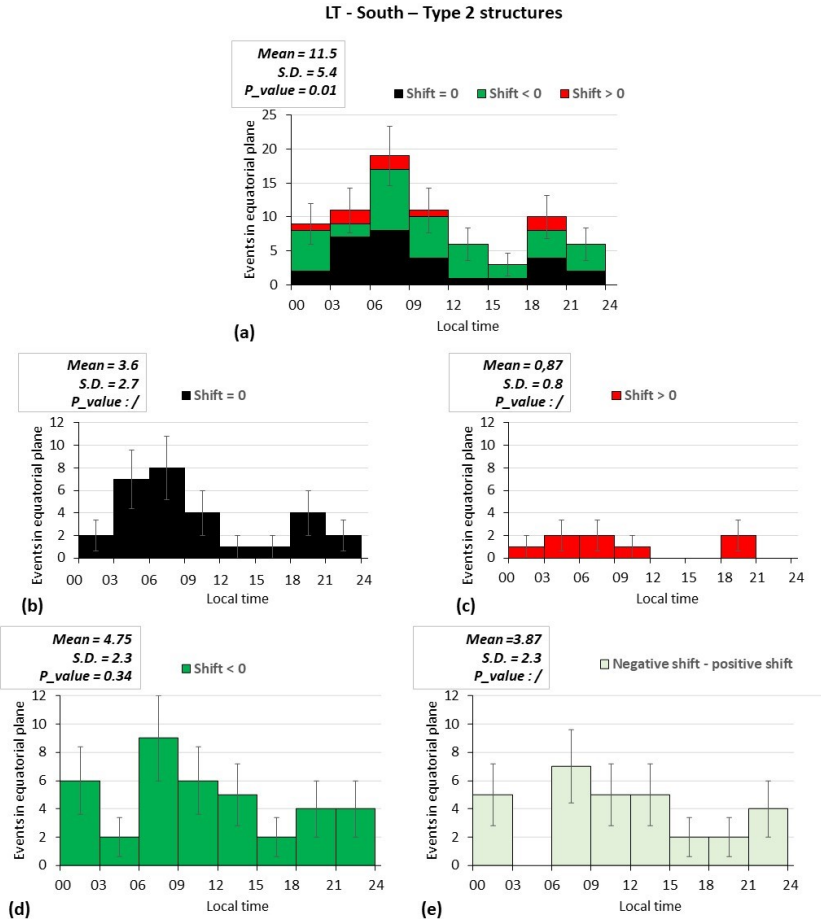 LT - South – Type 2 structures
Mean = 11.5
S.D. = 5.4
P_value = 0.01
Shift = 0 Shift < 0 Shift > 0
Events in equatorial plane
25
20
15
10
5
0
00 03 06 09 12 15 18 21 24
Local time
(a)
Mean = 3.6
S.D. = 2.7
P_value : /
Shift = 0
Events in equatorial plane
12
10
8
6
4
2
0
00 03 06 09 12 15 18 21 24
Local time
(b)
Mean = 0,87
S.D. = 0.8
P_value : /
Shift > 0
Events in equatorial plane
12
10
8
6
4
2
0
00 03 06 09 12 15 18 21 24
Local time
(c)
Mean = 4.75
S.D. = 2.3
P_value = 0.34
Shift < 0
Events in equatorial plane
12
10
8
6
4
2
0
00 03 06 09 12 15 18 21 24
Local time
(d)
Mean =3.87
S.D. = 2.3
P_value : /
Negative shift - positive shift
Events in equatorial plane
12
10
8
6
4
2
0
00 03 06 09 12 15 18 21 24
Local time
(e)